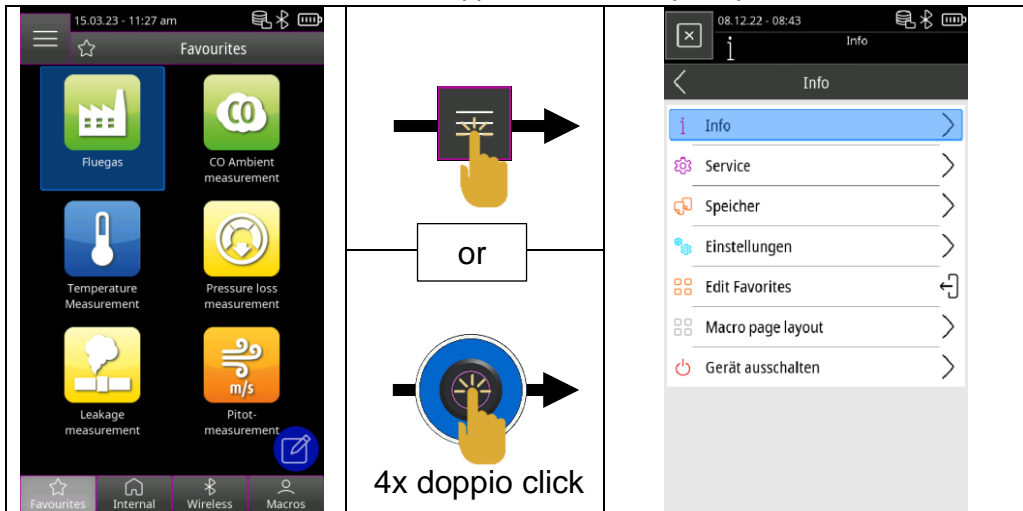 15.03.23 - 11:27 am
Favourites
Fluegas
CO
CO Ambient
measurement
Temperature
Measurement
Pressure loss
measurement
Leakage
measurement
m/s
Pitot-
measurement
Favourites
Internal
Wireless
Macros
or
4x doppio click
08.12.22 - 08:43
Info
Info
Info
Service
Speicher
Einstellungen
Edit Favorites
Macro page layout
Gerät ausschalten